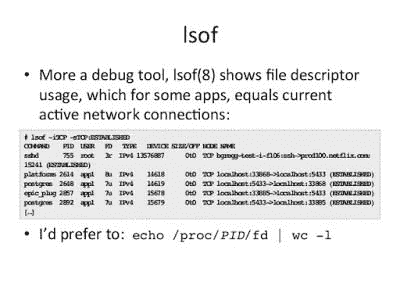 lsof
• More a debug tool, lsof(8) shows file descriptor
usage, which for some apps, equals current
active network connections:
# lsof -iTCP -sTCP:ESTABLISHED
COMMAND PID USER FD TYPE DEVICE SIZE/OFF NODE NAME
sshd 755 root 3r IPv4 13576887 0t0 TCP bgregg-test-i-f106:ssh->prod100.netflix.com:
15241 (ESTABLISHED)
platforms 2614 app1 8u IPv4 14618 0t0 TCP localhost:33868->localhost:5433 (ESTABLISHED)
postgres 2648 app1 7u IPv4 14619 0t0 TCP localhost:5433->localhost:33868 (ESTABLISHED)
epic_plug 2857 app1 7u IPv4 15678 0t0 TCP localhost:33885->localhost:5433 (ESTABLISHED)
postgres 2892 app1 7u IPv4 15679 0t0 TCP localhost:5433->localhost:33885 (ESTABLISHED)
[…]
• I'd prefer to: echo /proc/PID/fd | wc -l